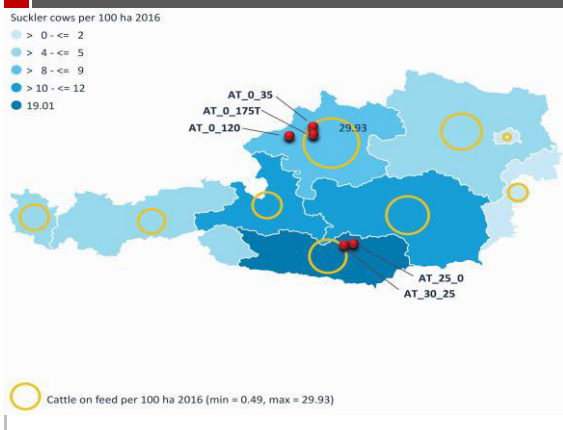 Suckler cows per 100 ha 2016
> 0 - <= 2
> 4 - <= 5
> 8 - <= 9
> 10 - <= 12
19.01
AT_0_35
AT_0_175T
AT_0_120
29.93
AT_25_0
AT_30_25
Cattle on feed per 100 ha 2016 (min = 0.49, max = 29.93)